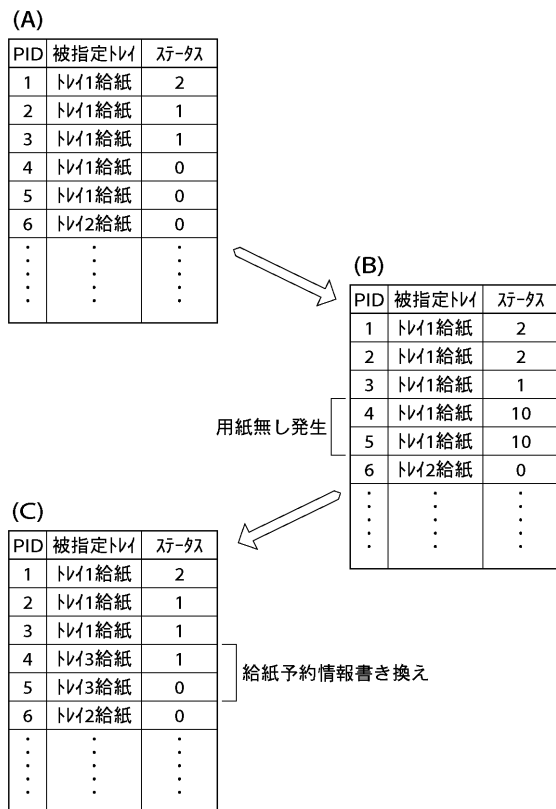 (A)
PID 被指定トレイ ステータス
1 トレイ1給紙 2
2 トレイ1給紙 1
3 トレイ1給紙 1
4 トレイ1給紙 0
5 トレイ1給紙 0
6 トレイ2給紙 0
(B)
PID 被指定トレイ ステータス
1 トレイ1給紙 2
2 トレイ1給紙 2
3 トレイ1給紙 1
4 トレイ1給紙 10
用紙無し発生
5 トレイ1給紙 10
6 トレイ2給紙 0
(C)
PID 被指定トレイ ステータス
1 トレイ1給紙 2
2 トレイ1給紙 1
3 トレイ1給紙 1
4 トレイ3給紙 1
給紙予約情報書き換え
5 トレイ3給紙 0
6 トレイ2給紙 0